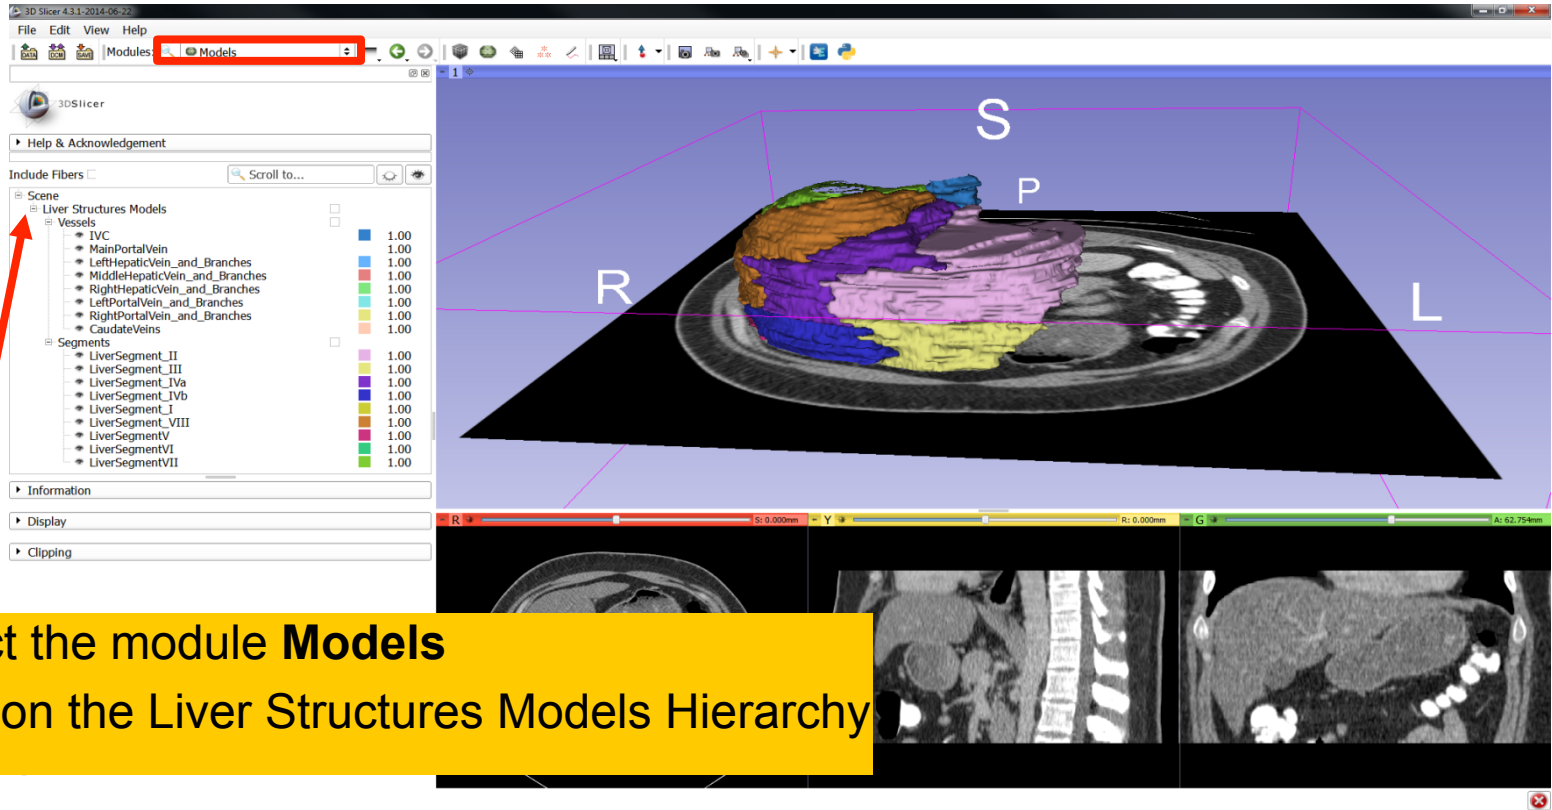 3D Slicer 4.3.1-2014-06-22
File Edit View Help
DATA DCM SAVE Modules: Models
1
3DSlicer
Help & Acknowledgement
Include Fibers Scroll to...
Scene
Liver Structures Models
Vessels
IVC 1.00
MainPortalVein 1.00
LeftHepaticVein_and_Branches 1.00
MiddleHepaticVein_and_Branches 1.00
RightHepaticVein_and_Branches 1.00
LeftPortalVein_and_Branches 1.00
RightPortalVein_and_Branches 1.00
CaudateVeins 1.00
Segments
LiverSegment_II 1.00
LiverSegment_III 1.00
LiverSegment_IVa 1.00
LiverSegment_IVb 1.00
LiverSegment_I 1.00
LiverSegment_VIII 1.00
LiverSegmentV 1.00
LiverSegmentVI 1.00
LiverSegmentVII 1.00
Information
Display
Clipping
S
P
R
L
R S: 0.000mm
Y R: 0.000mm
G A: 62.754mm
ct the module Models
on the Liver Structures Models Hierarchy